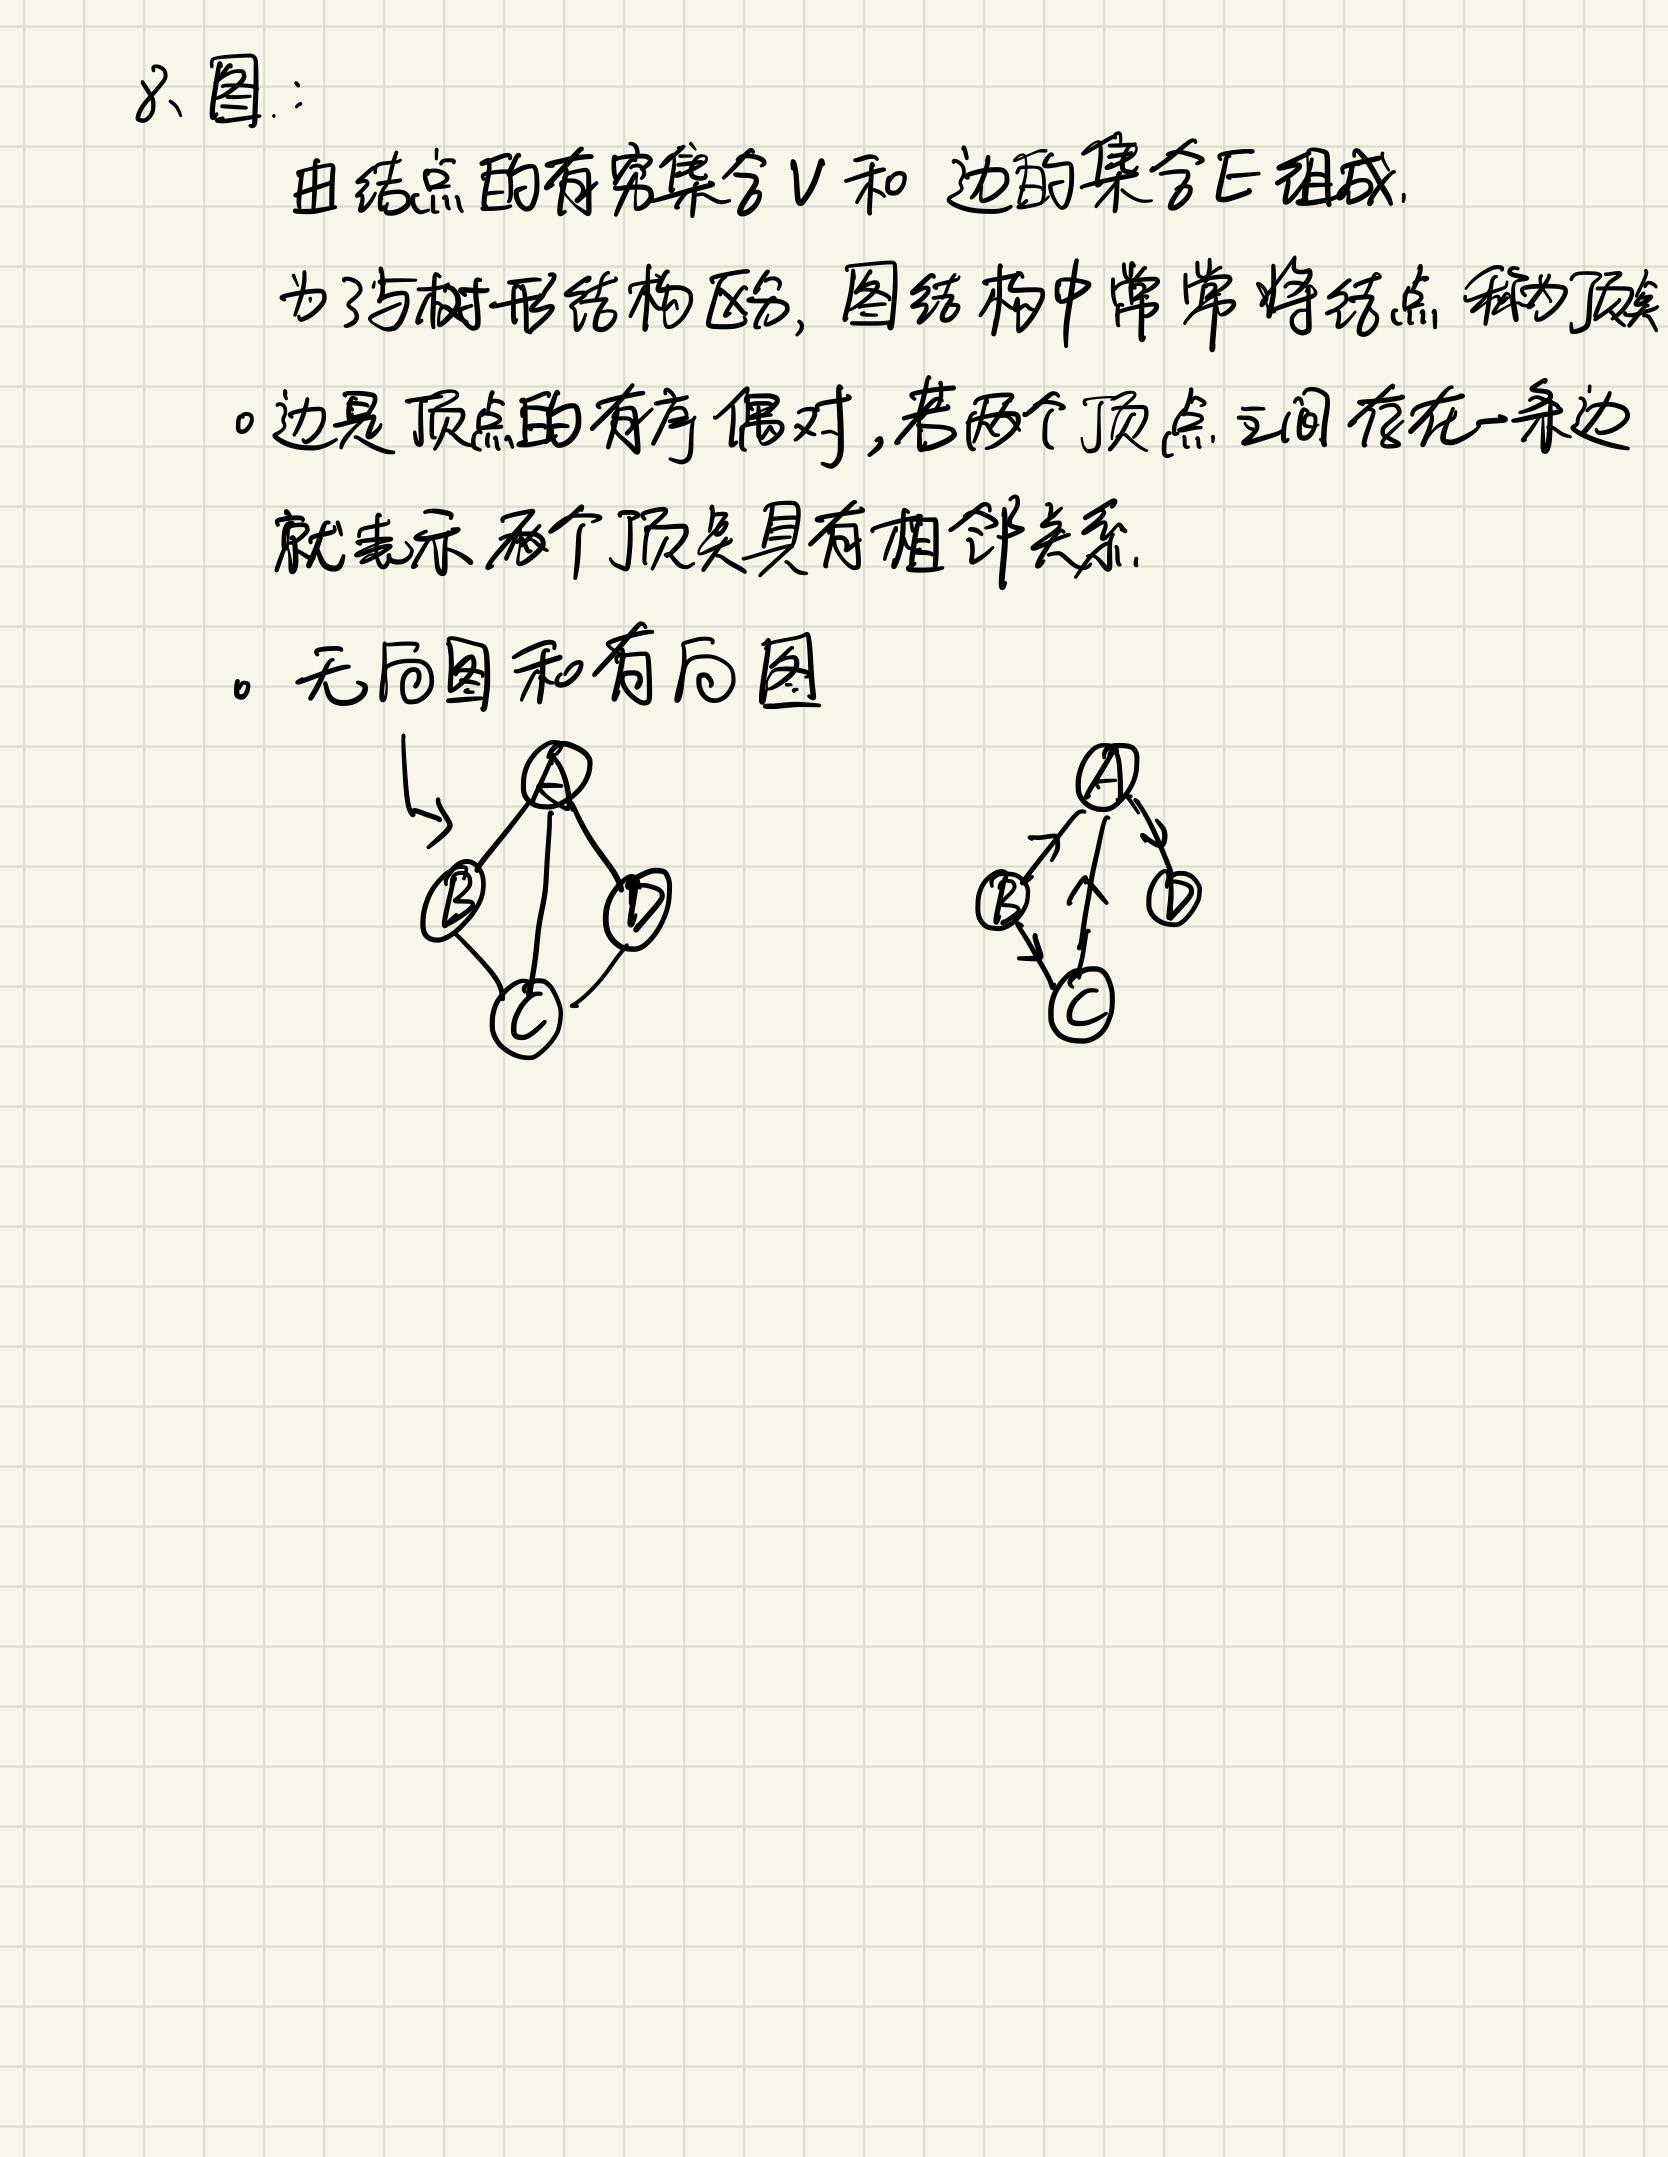 8、图:
由结点的有穷集合V和 边的集合E组成.
为了与树形结构区分, 图结构中常常将结点 称为顶点
。边是顶点的有序偶对,若两个顶点之间存在一条边
就表示两个顶点具有相邻关系.
。无向图和有向图
A A
B D B D
C C